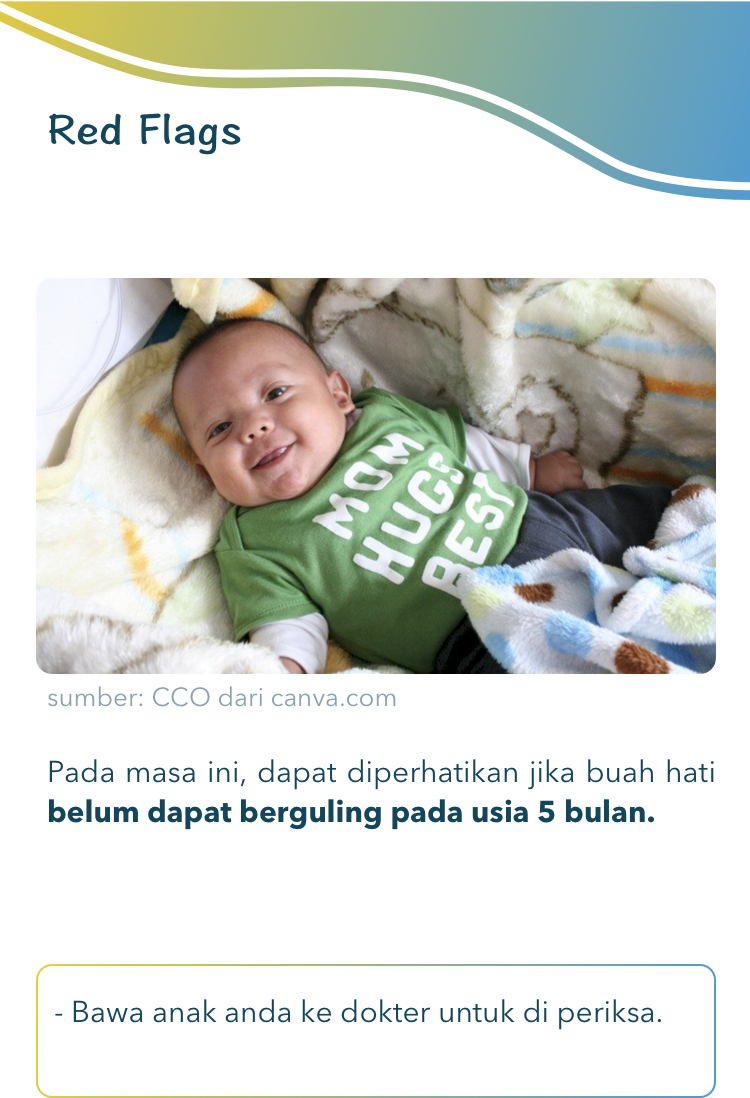 Red Flags
MOM
HUGS
BEST
sumber: CCO dari canva.com
Pada masa ini, dapat diperhatikan jika buah hati
belum dapat berguling pada usia 5 bulan.
- Bawa anak anda ke dokter untuk di periksa.